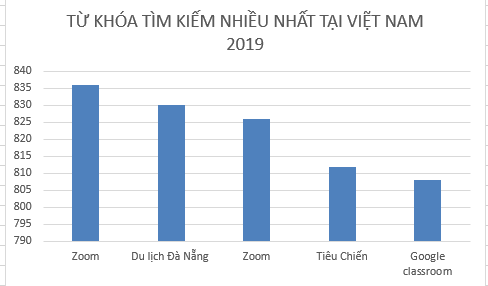 TỪ KHÓA TÌM KIẾM NHIỀU NHẤT TẠI VIỆT NAM
2019
840
835
830
825
820
815
810
805
800
795
790
Zoom
Du lịch Đà Nẵng
Zoom
Tiêu Chiến
Google
classroom